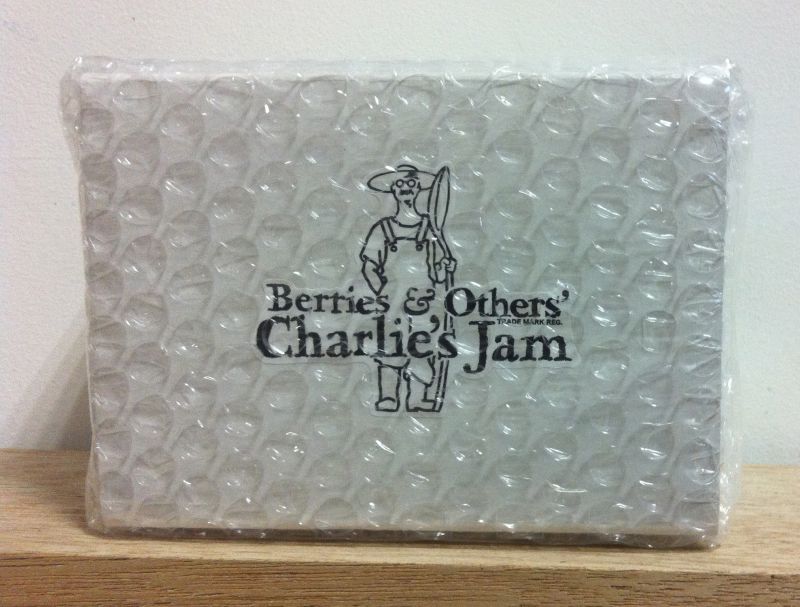 Berries & Others'
TRADE MARK REG.
Charlie's Jam